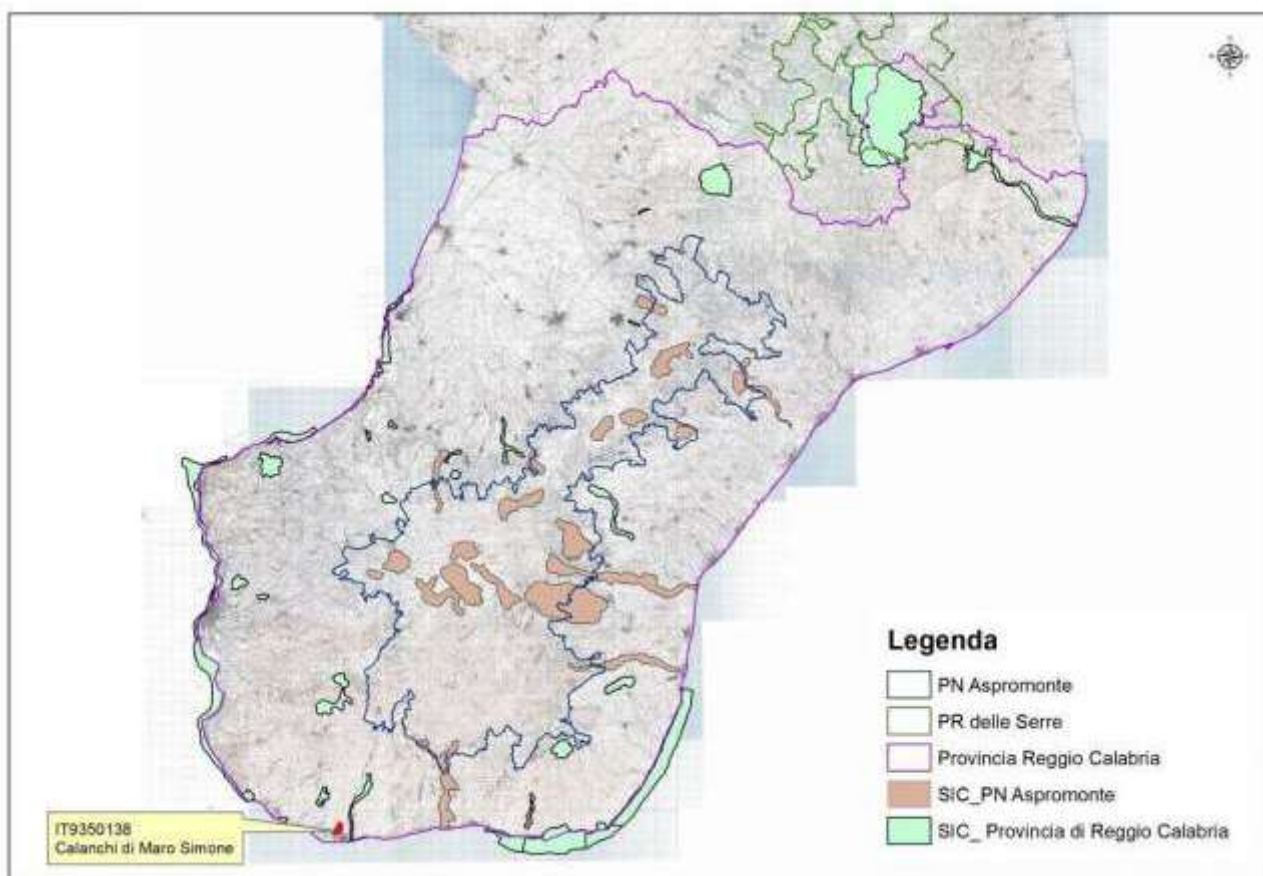 Legenda
PN Aspromonte
PR delle Serre
Provincia Reggio Calabria
SIC_PN Aspromonte
SIC_ Provincia di Reggio Calabria
IT9350138
Calanchi di Maro Simone